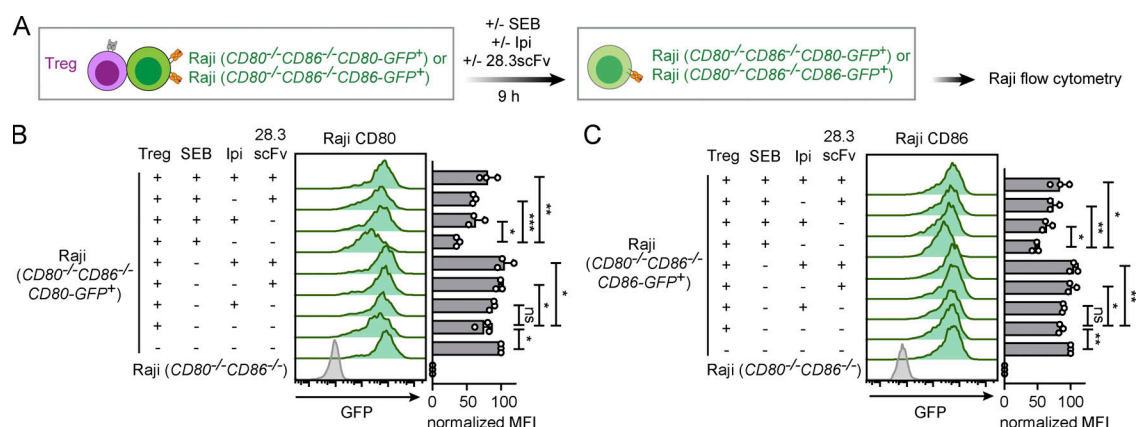 A
Treg
Raji (CD80-/-CD86-/-CD80-GFP+) or
Raji (CD80-/-CD86-/-CD86-GFP+)
+/- SEB
+/- Ipi
+/- 28.3scFv
9 h
Raji (CD80-/-CD86-/-CD80-GFP+) or
Raji (CD80-/-CD86-/-CD86-GFP+)
Raji flow cytometry
B
28.3
Treg SEB Ipi scFv
Raji CD80
+ + + +
+ + - +
+ + + -
+ + - -
+ - + +
+ - - +
+ - + -
+ - - -
- - - -
Raji
(CD80-/-CD86-/-
CD80-GFP+)
Raji (CD80-/-CD86-/-)
GFP
* *** **
* ns * *
0 50 100
normalized MFI
C
28.3
Treg SEB Ipi scFv
Raji CD86
+ + + +
+ + - +
+ + + -
+ + - -
+ - + +
+ - - +
+ - + -
+ - - -
- - - -
Raji
(CD80-/-CD86-/-
CD86-GFP+)
Raji (CD80-/-CD86-/-)
GFP
* ** *
** ns * **
0 50 100
normalized MFI